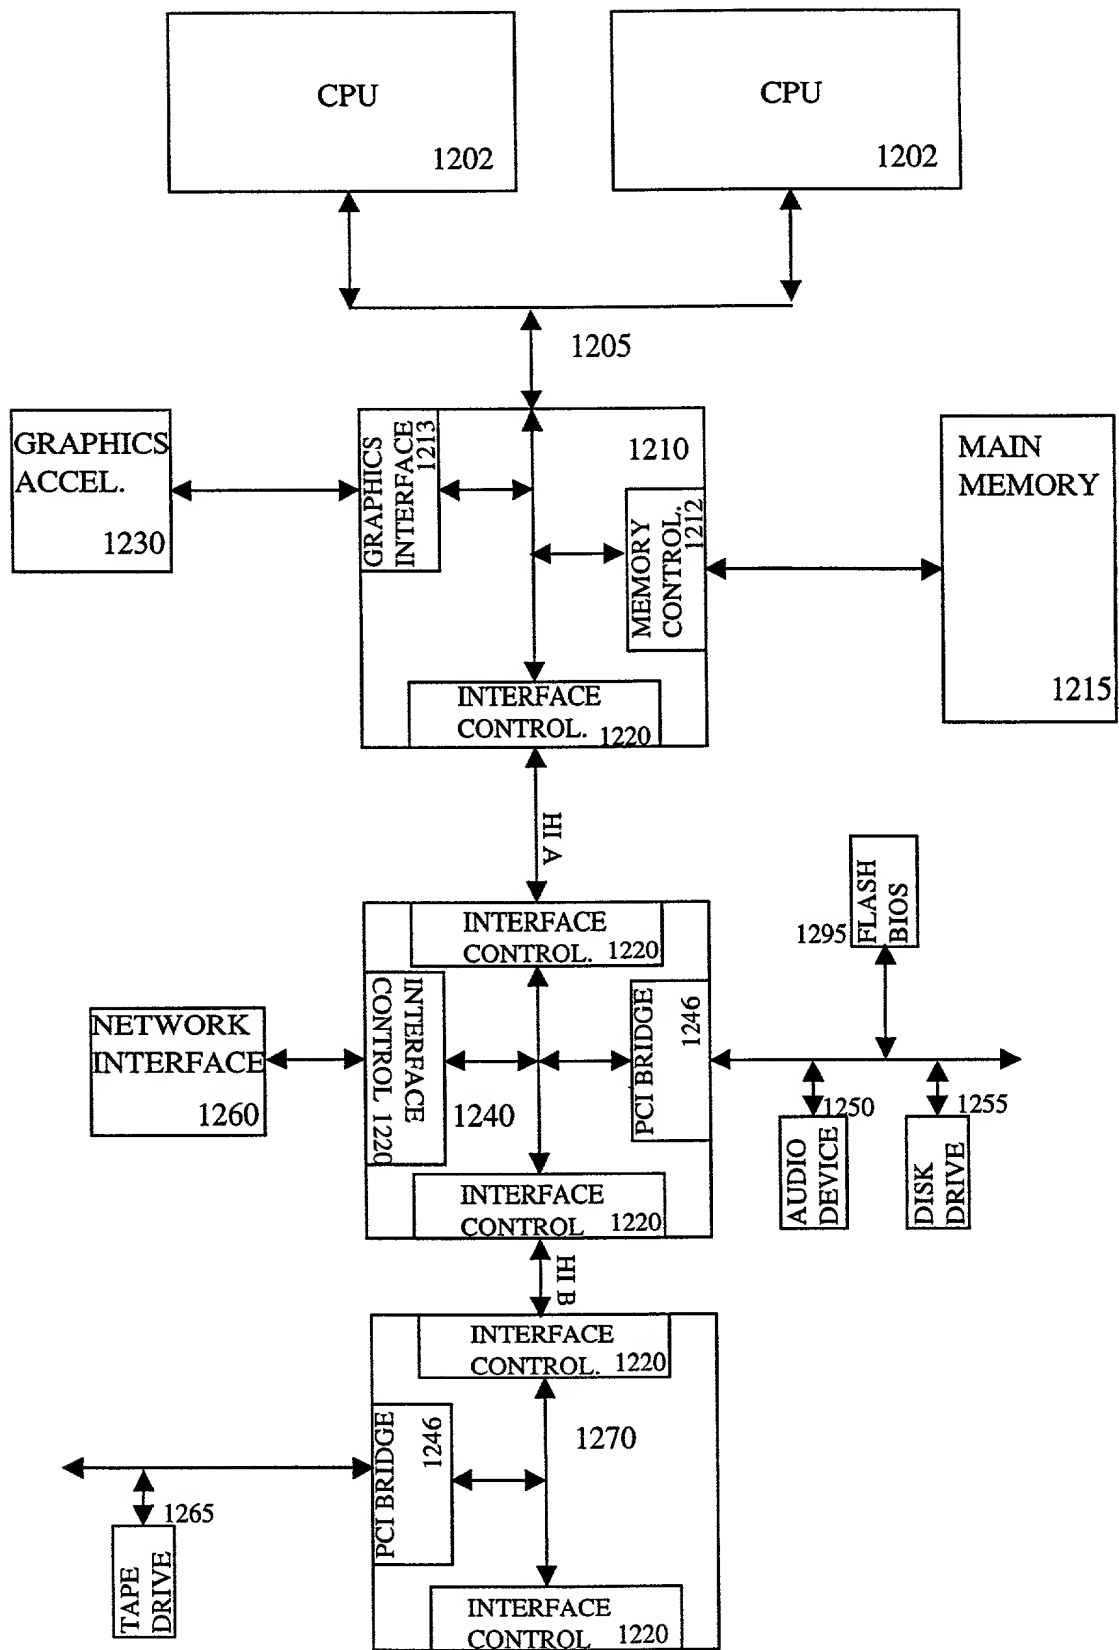 CPU
1202
CPU
1202
1205
GRAPHICS
ACCEL.
1230
GRAPHICS
INTERFACE
1213
1210
MEMORY
CONTROL.
1212
MAIN
MEMORY
1215
INTERFACE
CONTROL. 1220
HI A
INTERFACE
CONTROL. 1220
FLASH
BIOS
1295
NETWORK
INTERFACE
1260
INTERFACE
CONTROL 1220
1240
PCI BRIDGE
1246
1250
AUDIO
DEVICE
1255
DISK
DRIVE
INTERFACE
CONTROL 1220
HI B
INTERFACE
CONTROL. 1220
PCI BRIDGE
1246
1270
1265
TAPE
DRIVE
INTERFACE
CONTROL 1220